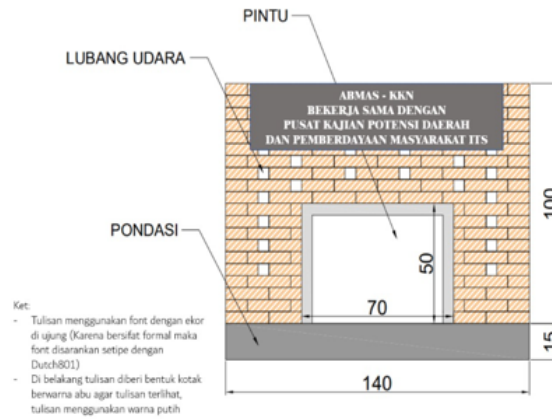 PINTU
LUBANG UDARA
ABMAS - KKN
BEKERJA SAMA DENGAN
PUSAT KAJIAN POTENSI DAERAH
DAN PEMBERDAYAAN MASYARAKAT ITS
100
PONDASI
50
70
15
140
Ket:
- Tulisan menggunakan font dengan ekor
di ujung (Karena bersifat formal maka
font disarankan setipe dengan
Dutch801)
- Di belakang tulisan diberi bentuk kotak
berwarna abu agar tulisan terlihat,
tulisan menggunakan warna putih